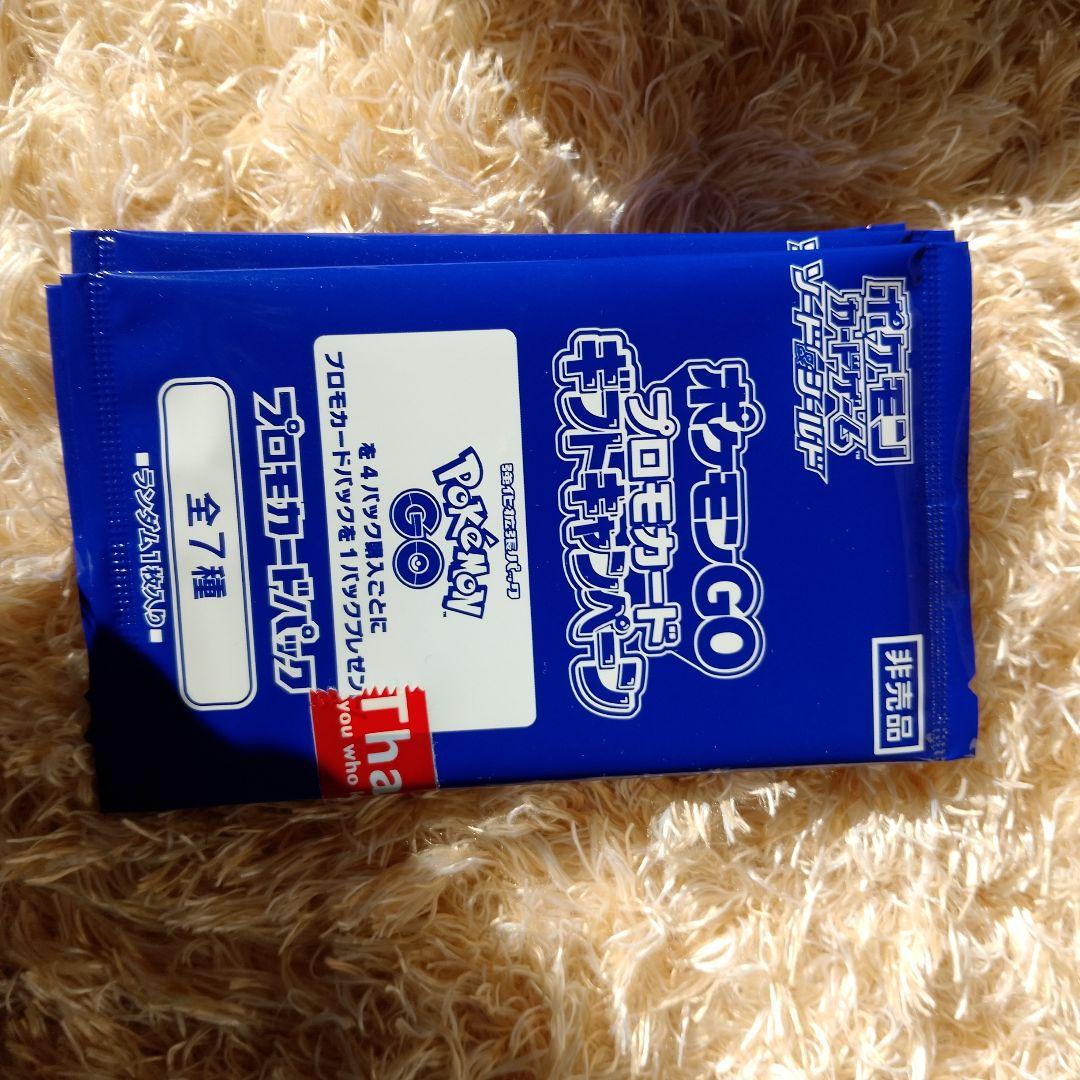 ポケモン
カードゲーム
ソード&シールド
非売品
ポケモンGO
プロモカード
ギフトキャンペーン
強化拡張パック
POKéMON
GO
を4パック購入ごとに
プロモカードパックを1パックプレゼン
プロモカードパック
全7種
■ランダム1枚入り■
Tha
you who